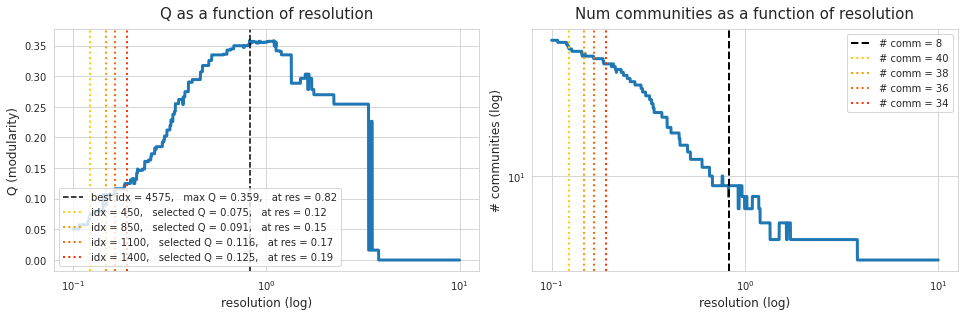 Q as a function of resolution
Q (modularity)
0.35
0.30
0.25
0.20
0.15
0.10
0.05
0.00
best idx = 4575, max Q = 0.359, at res = 0.82
idx = 450, selected Q = 0.075, at res = 0.12
idx = 850, selected Q = 0.091, at res = 0.15
idx = 1100, selected Q = 0.116, at res = 0.17
idx = 1400, selected Q = 0.125, at res = 0.19
10⁻¹ 10⁰ 10¹
resolution (log)
Num communities as a function of resolution
# communities (log)
10¹
# comm = 8
# comm = 40
# comm = 38
# comm = 36
# comm = 34
10⁻¹ 10⁰ 10¹
resolution (log)